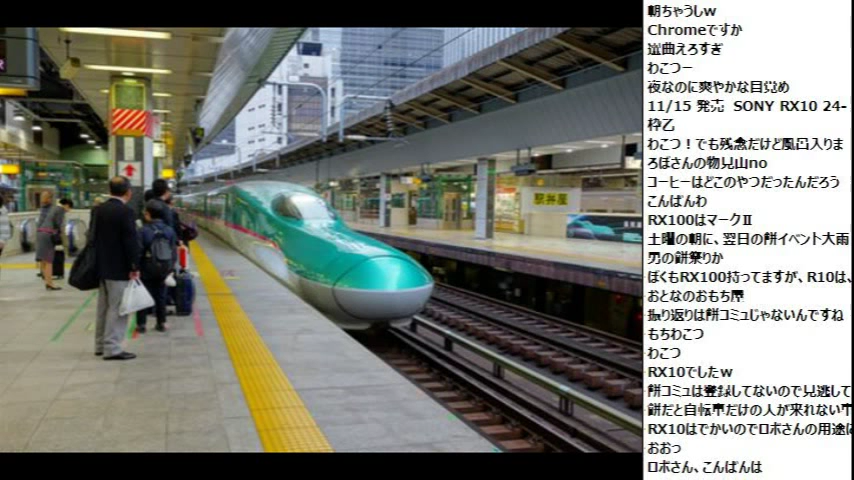 朝ちゃうしw
Chromeですか
選曲えろすぎ
わこつー
夜なのに爽やかな目覚め
11/15 発売 SONY RX10 24-
枠乙
わこつ！でも残念だけど風呂入りま
ろぼさんの物見山no
コーヒーはどこのやつだったんだろう
こんばんわ
RX100はマークⅡ
土曜の朝に、翌日の餅イベント大雨
男の餅祭りか
ぼくもRX100持ってますが、R10は、
おとなのおもち屋
振り返りは餅コミュじゃないんですね
もちわこつ
わこつ
RX10でしたw
餅コミュは登録してないので見逃して
餅だと自転車だけの人が来れない
RX10はでかいのでロボさんの用途に
おおっ
ロボさん、こんばんは
駅弁屋